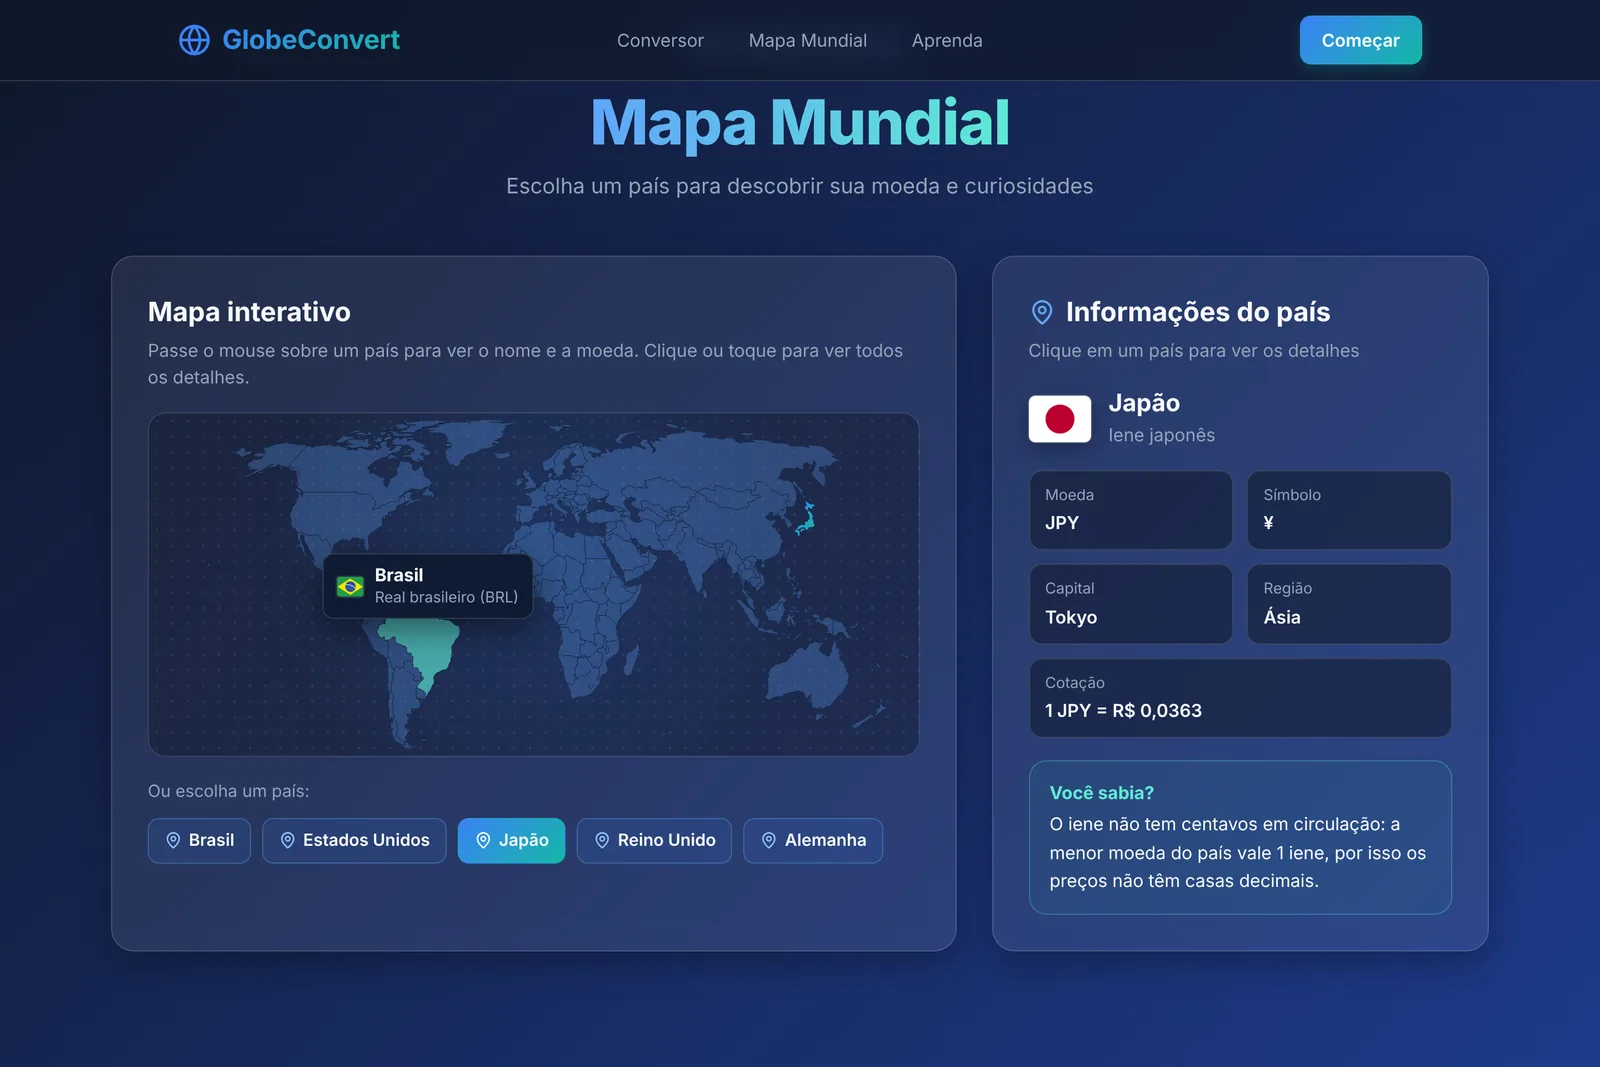 GlobeConvert
Conversor
Mapa Mundial
Aprenda
Começar
Mapa Mundial
Escolha um país para descobrir sua moeda e curiosidades
Mapa interativo
Passe o mouse sobre um país para ver o nome e a moeda. Clique ou toque para ver todos
os detalhes.
Brasil
Real brasileiro (BRL)
Ou escolha um país:
Brasil
Estados Unidos
Japão
Reino Unido
Alemanha
Informações do país
Clique em um país para ver os detalhes
Japão
Iene japonês
Moeda
JPY
Símbolo
¥
Capital
Tokyo
Região
Ásia
Cotação
1 JPY = R$ 0,0363
Você sabia?
O iene não tem centavos em circulação: a
menor moeda do país vale 1 iene, por isso os
preços não têm casas decimais.